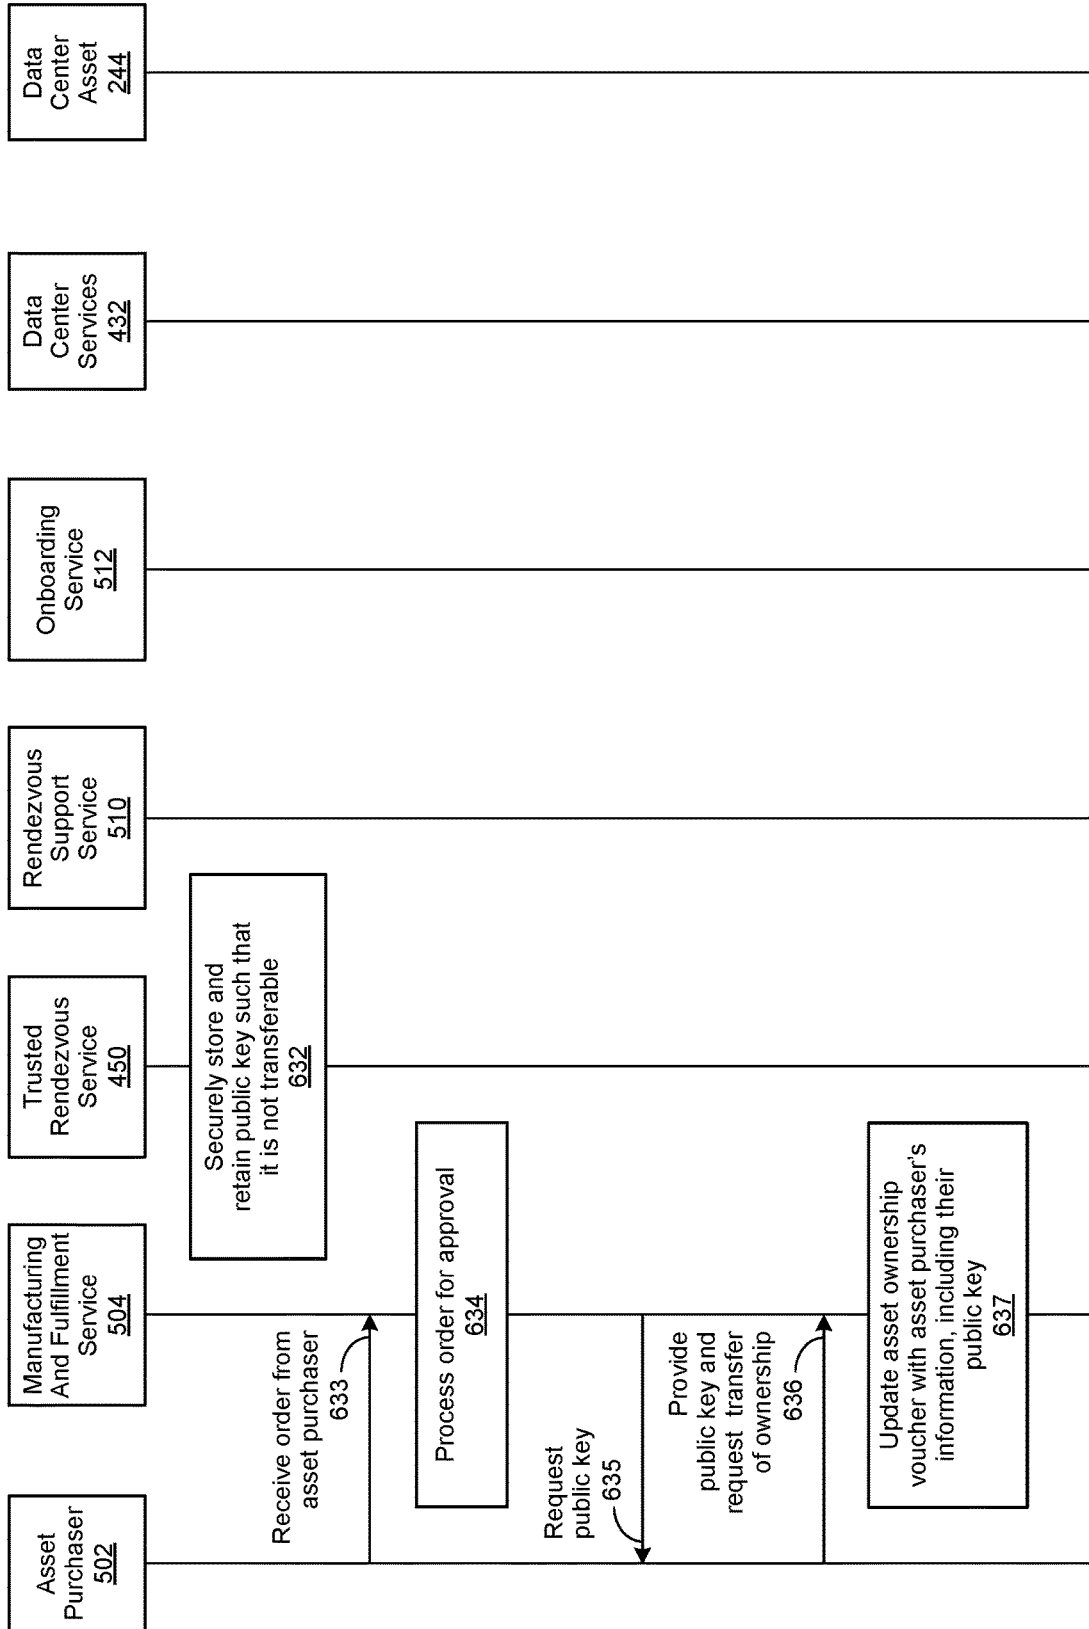 Asset
Purchaser
502
Manufacturing
And Fulfillment
Service
504
Trusted
Rendezvous
Service
450
Rendezvous
Support
Service
510
Onboarding
Service
512
Data
Center
Services
432
Data
Center
Asset
244
Securely store and
retain public key such that
it is not transferable
632
Receive order from
asset purchaser
633
Process order for approval
634
Request
public key
635
Provide
public key and
request transfer
of ownership
636
Update asset ownership
voucher with asset purchaser's
information, including their
public key
637